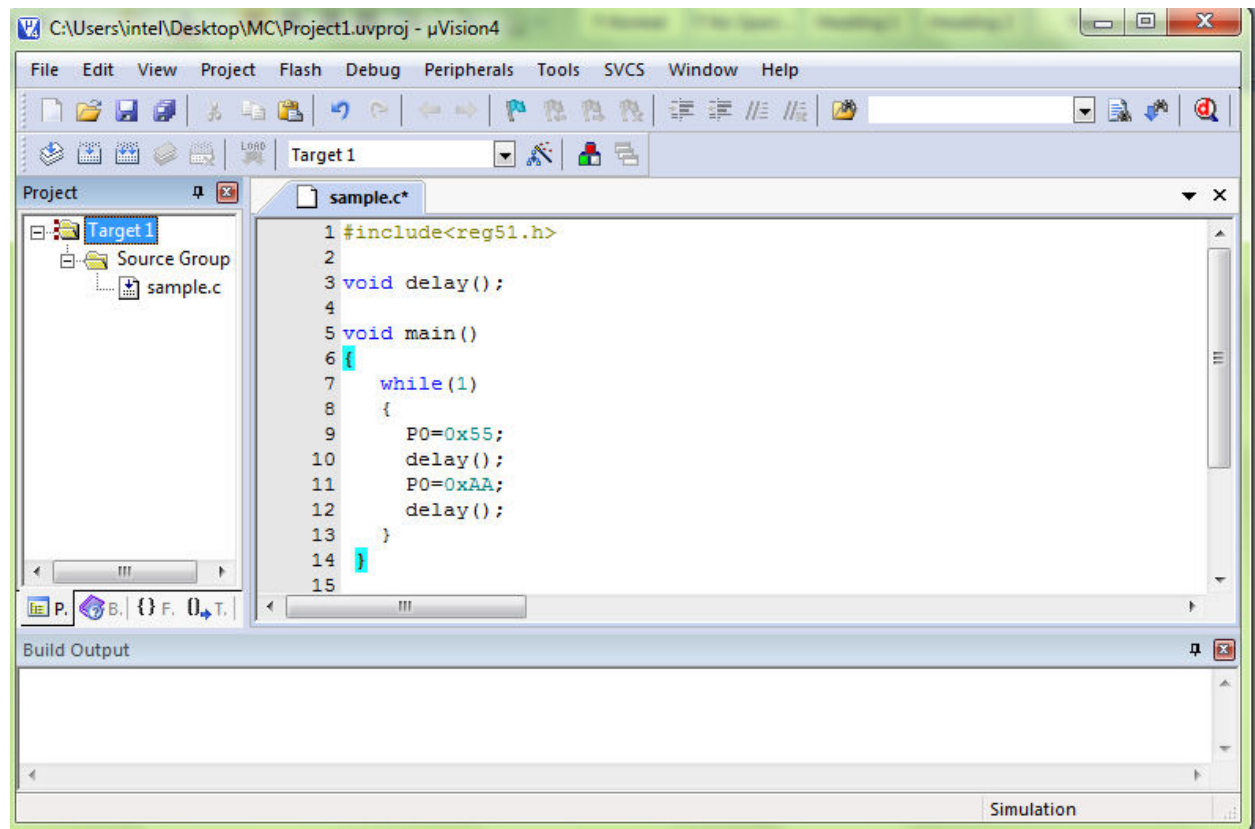 C:\Users\intel\Desktop\MC\Project1.uvproj - µVision4
File Edit View Project Flash Debug Peripherals Tools SVCS Window Help
LOAD Target 1
Project
sample.c*
Target 1
Source Group
sample.c
1 #include<reg51.h>
2
3 void delay();
4
5 void main()
6 {
7 while(1)
8 {
9 P0=0x55;
10 delay();
11 P0=0xAA;
12 delay();
13 }
14 }
15
P. B. {} F. 0 T.
Build Output
Simulation